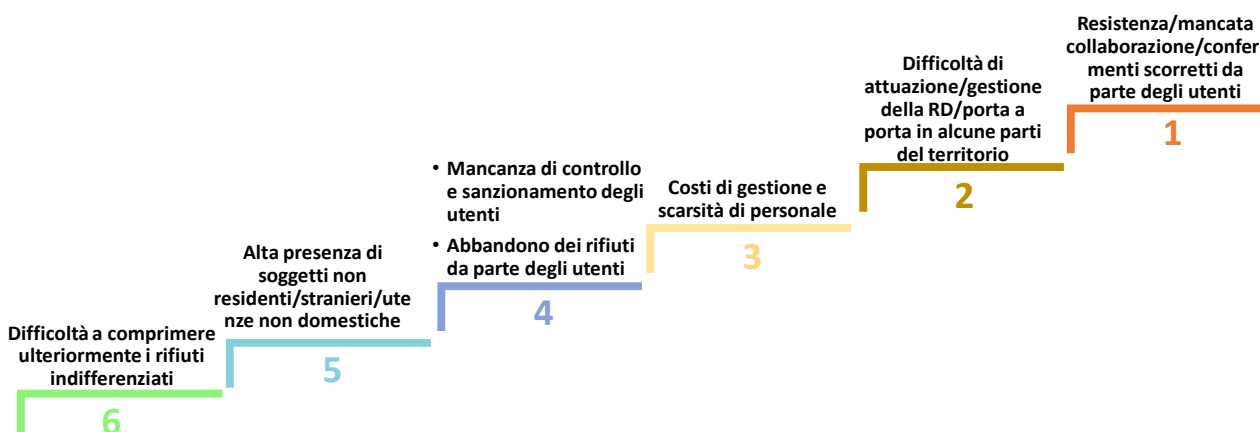 Resistenza/mancata
collaborazione/confer
menti scorretti da
parte degli utenti
1
Difficoltà di
attuazione/gestione
della RD/porta a
porta in alcune parti
del territorio
2
Costi di gestione e
scarsità di personale
3
• Mancanza di controllo
e sanzionamento degli
utenti
• Abbandono dei rifiuti
da parte degli utenti
4
Alta presenza di
soggetti non
residenti/stranieri/ute
nze non domestiche
5
Difficoltà a comprimere
ulteriormente i rifiuti
indifferenziati
6